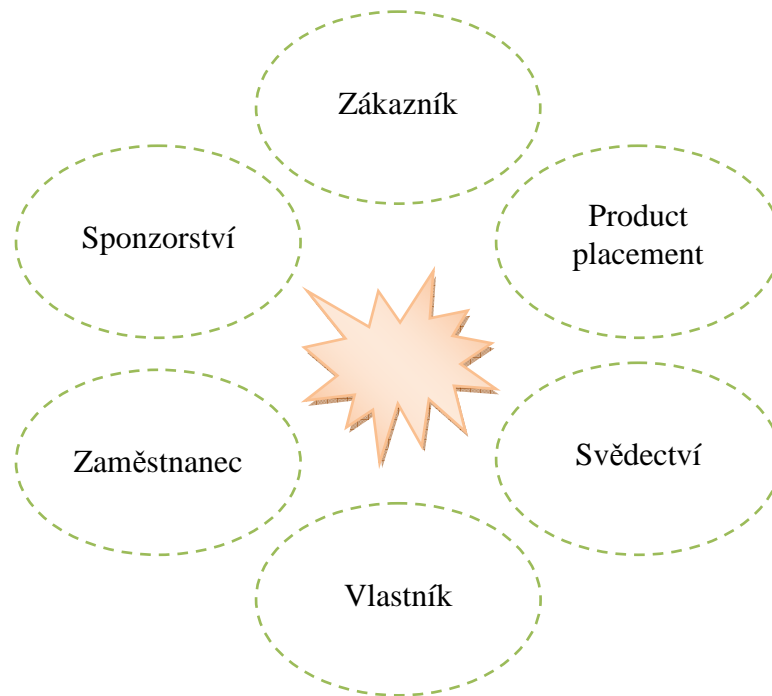 Zákazník
Sponzorství
Product
placement
Zaměstnanec
Svědectví
Vlastník